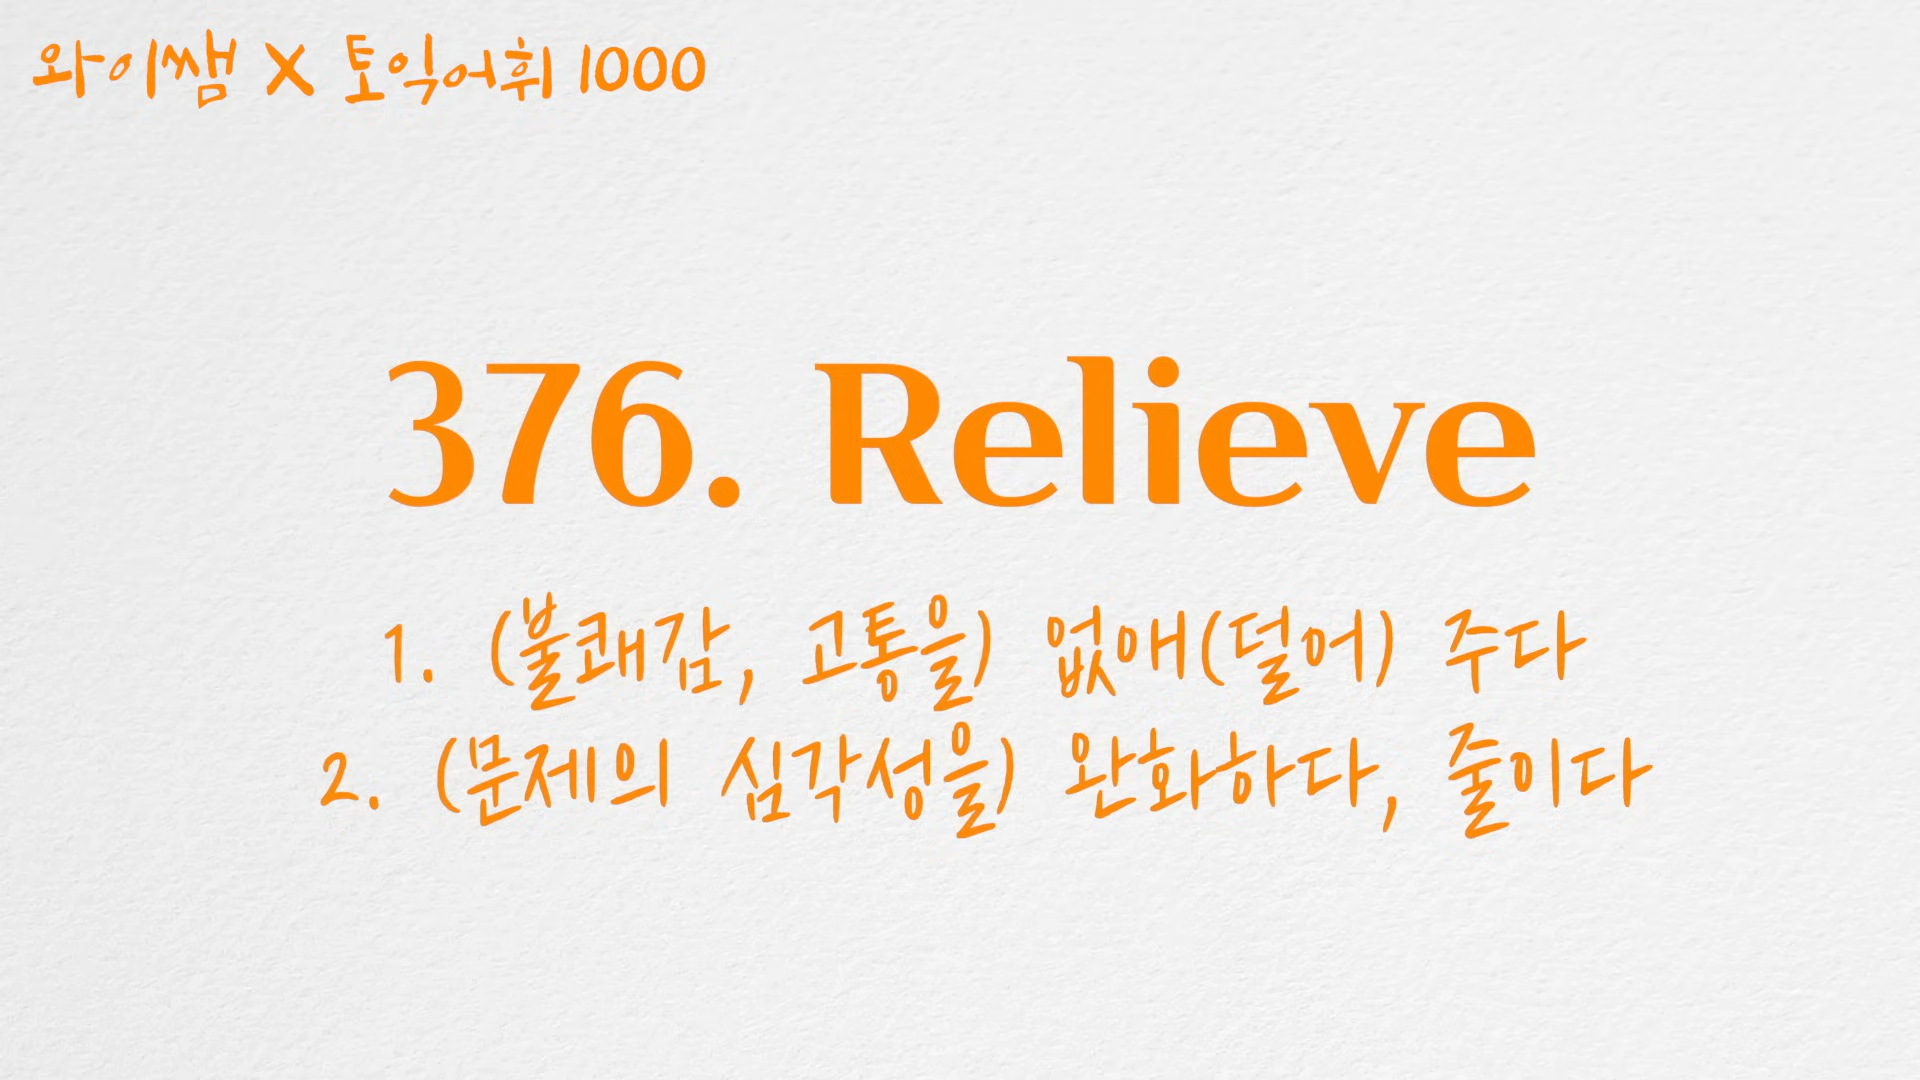 와이쌤 X 토익어휘 1000
376. Relieve
1. (불쾌감, 고통을) 없애(덜어) 주다
2. (문제의 심각성을) 완화하다, 줄이다